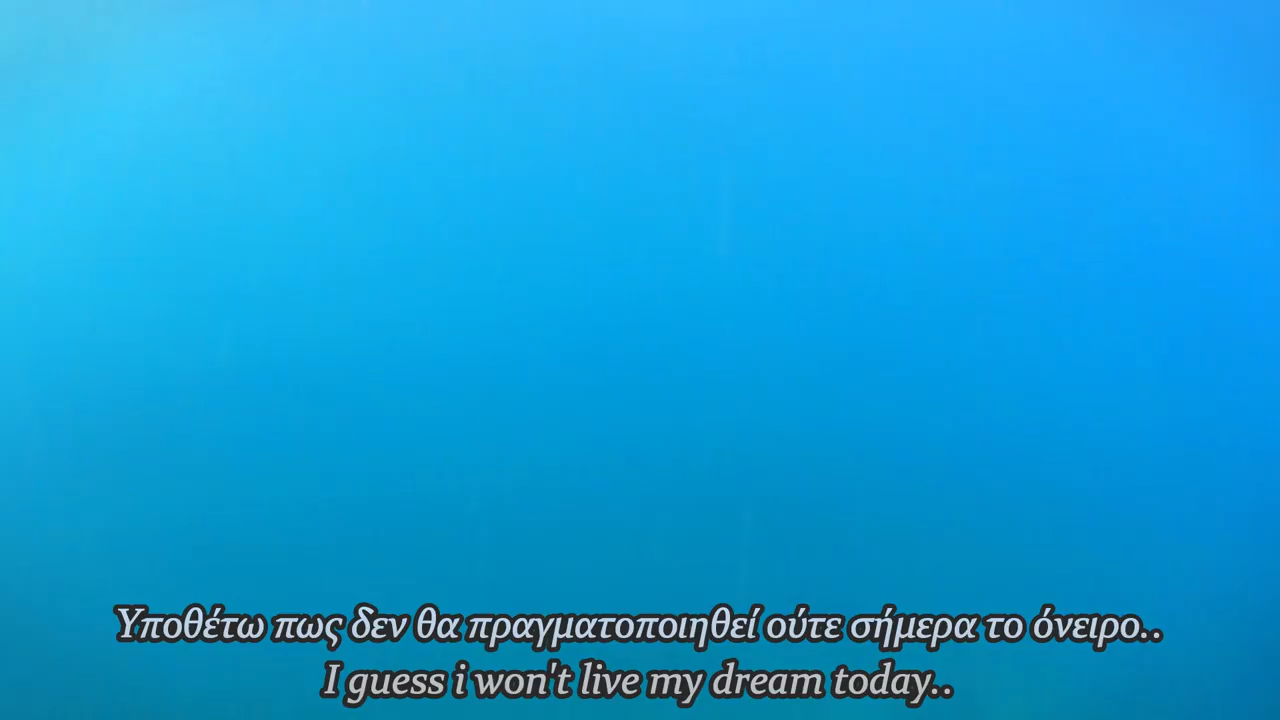 Υποθέτω πως δεν θα πραγματοποιηθεί ούτε σήμερα το όνειρο..
I guess i won't live my dream today..